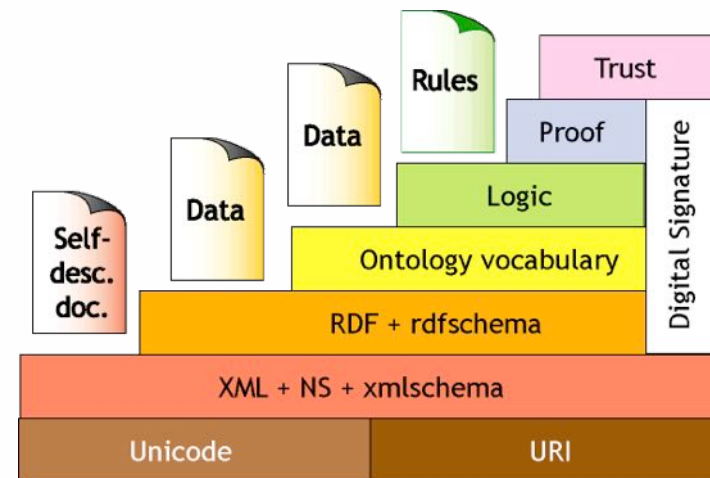 Trust
Rules
Proof
Data
Logic
Data
Self-
desc.
doc.
Ontology vocabulary
Digital Signature
RDF + rdfschema
XML + NS + xmlschema
Unicode
URI